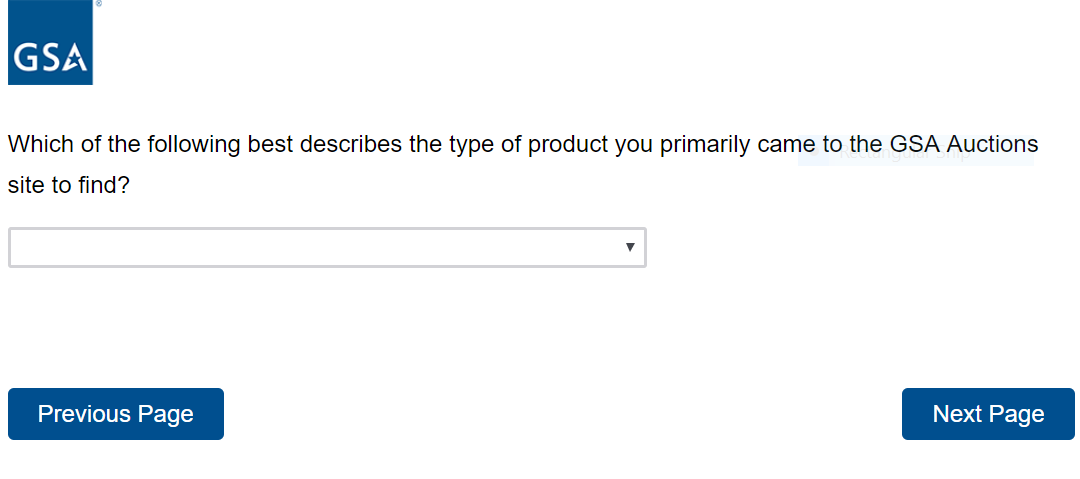 ®
GSA
Which of the following best describes the type of product you primarily came to the GSA Auctions
site to find?
Previous Page
Next Page